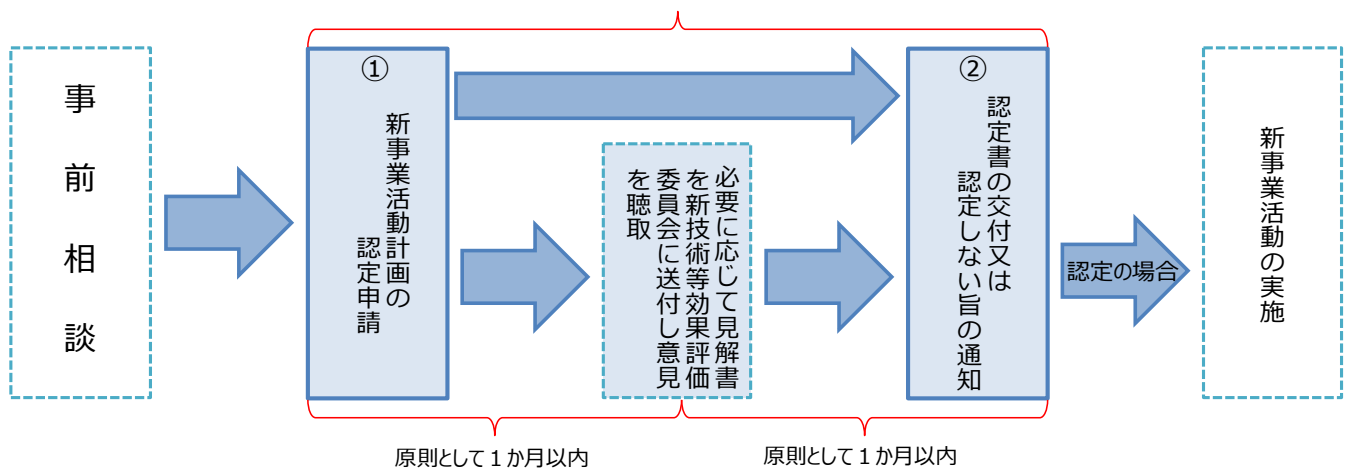 事前相談
①
新事業活動計画の
認定申請
必要に応じて見解書
を新技術等効果評価
委員会に送付し意見
を聴取
②
認定書の交付又は
認定しない旨の通知
認定の場合
新事業活動の実施
原則として１か月以内
原則として１か月以内